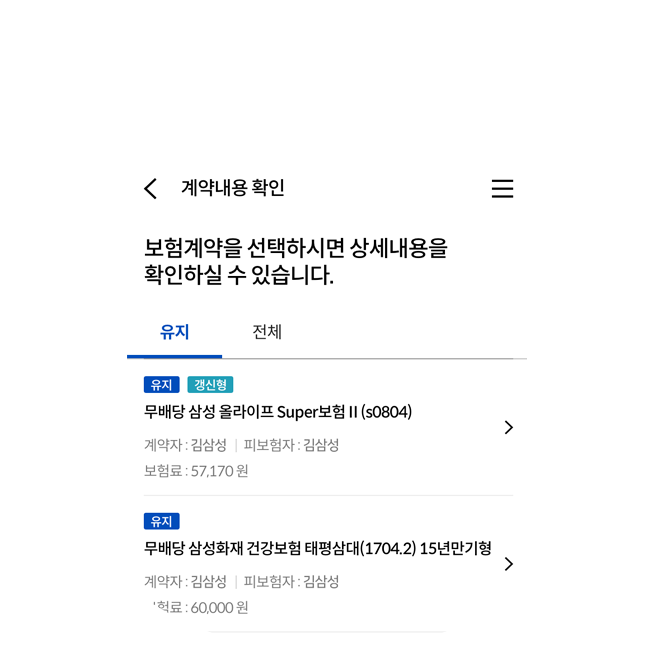 계약내용 확인
보험계약을 선택하시면 상세내용을
확인하실 수 있습니다.
유지 전체
유지 갱신형
무배당 삼성 올라이프 Super보험 II (s0804)
계약자 : 김삼성 | 피보험자 : 김삼성
보험료 : 57,170 원
유지
무배당 삼성화재 건강보험 태평삼대(1704.2) 15년만기형
계약자 : 김삼성 | 피보험자 : 김삼성
: 60,000 원